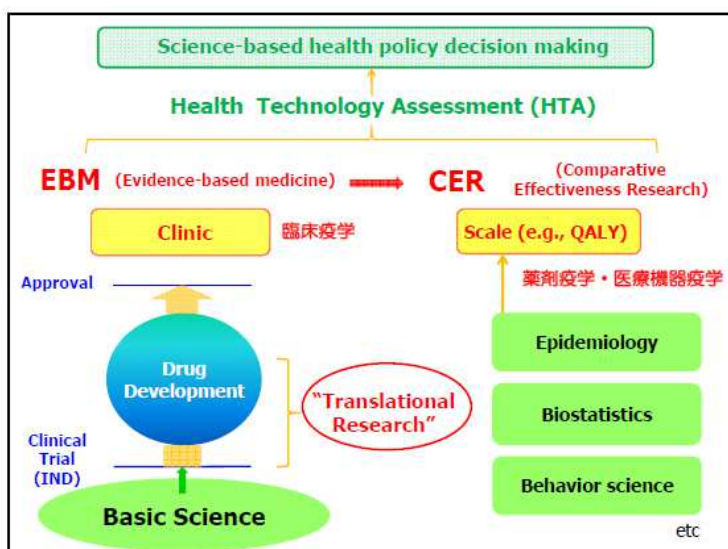 Science-based health policy decision making
Health Technology Assessment (HTA)
EBM (Evidence-based medicine)
CER
(Comparative
Effectiveness Research)
Clinic
臨床疫学
Scale (e.g., QALY)
薬剤疫学・医療機器疫学
Approval
Drug
Development
Clinical
Trial
(IND)
"Translational
Research"
Basic Science
Epidemiology
Biostatistics
Behavior science
etc